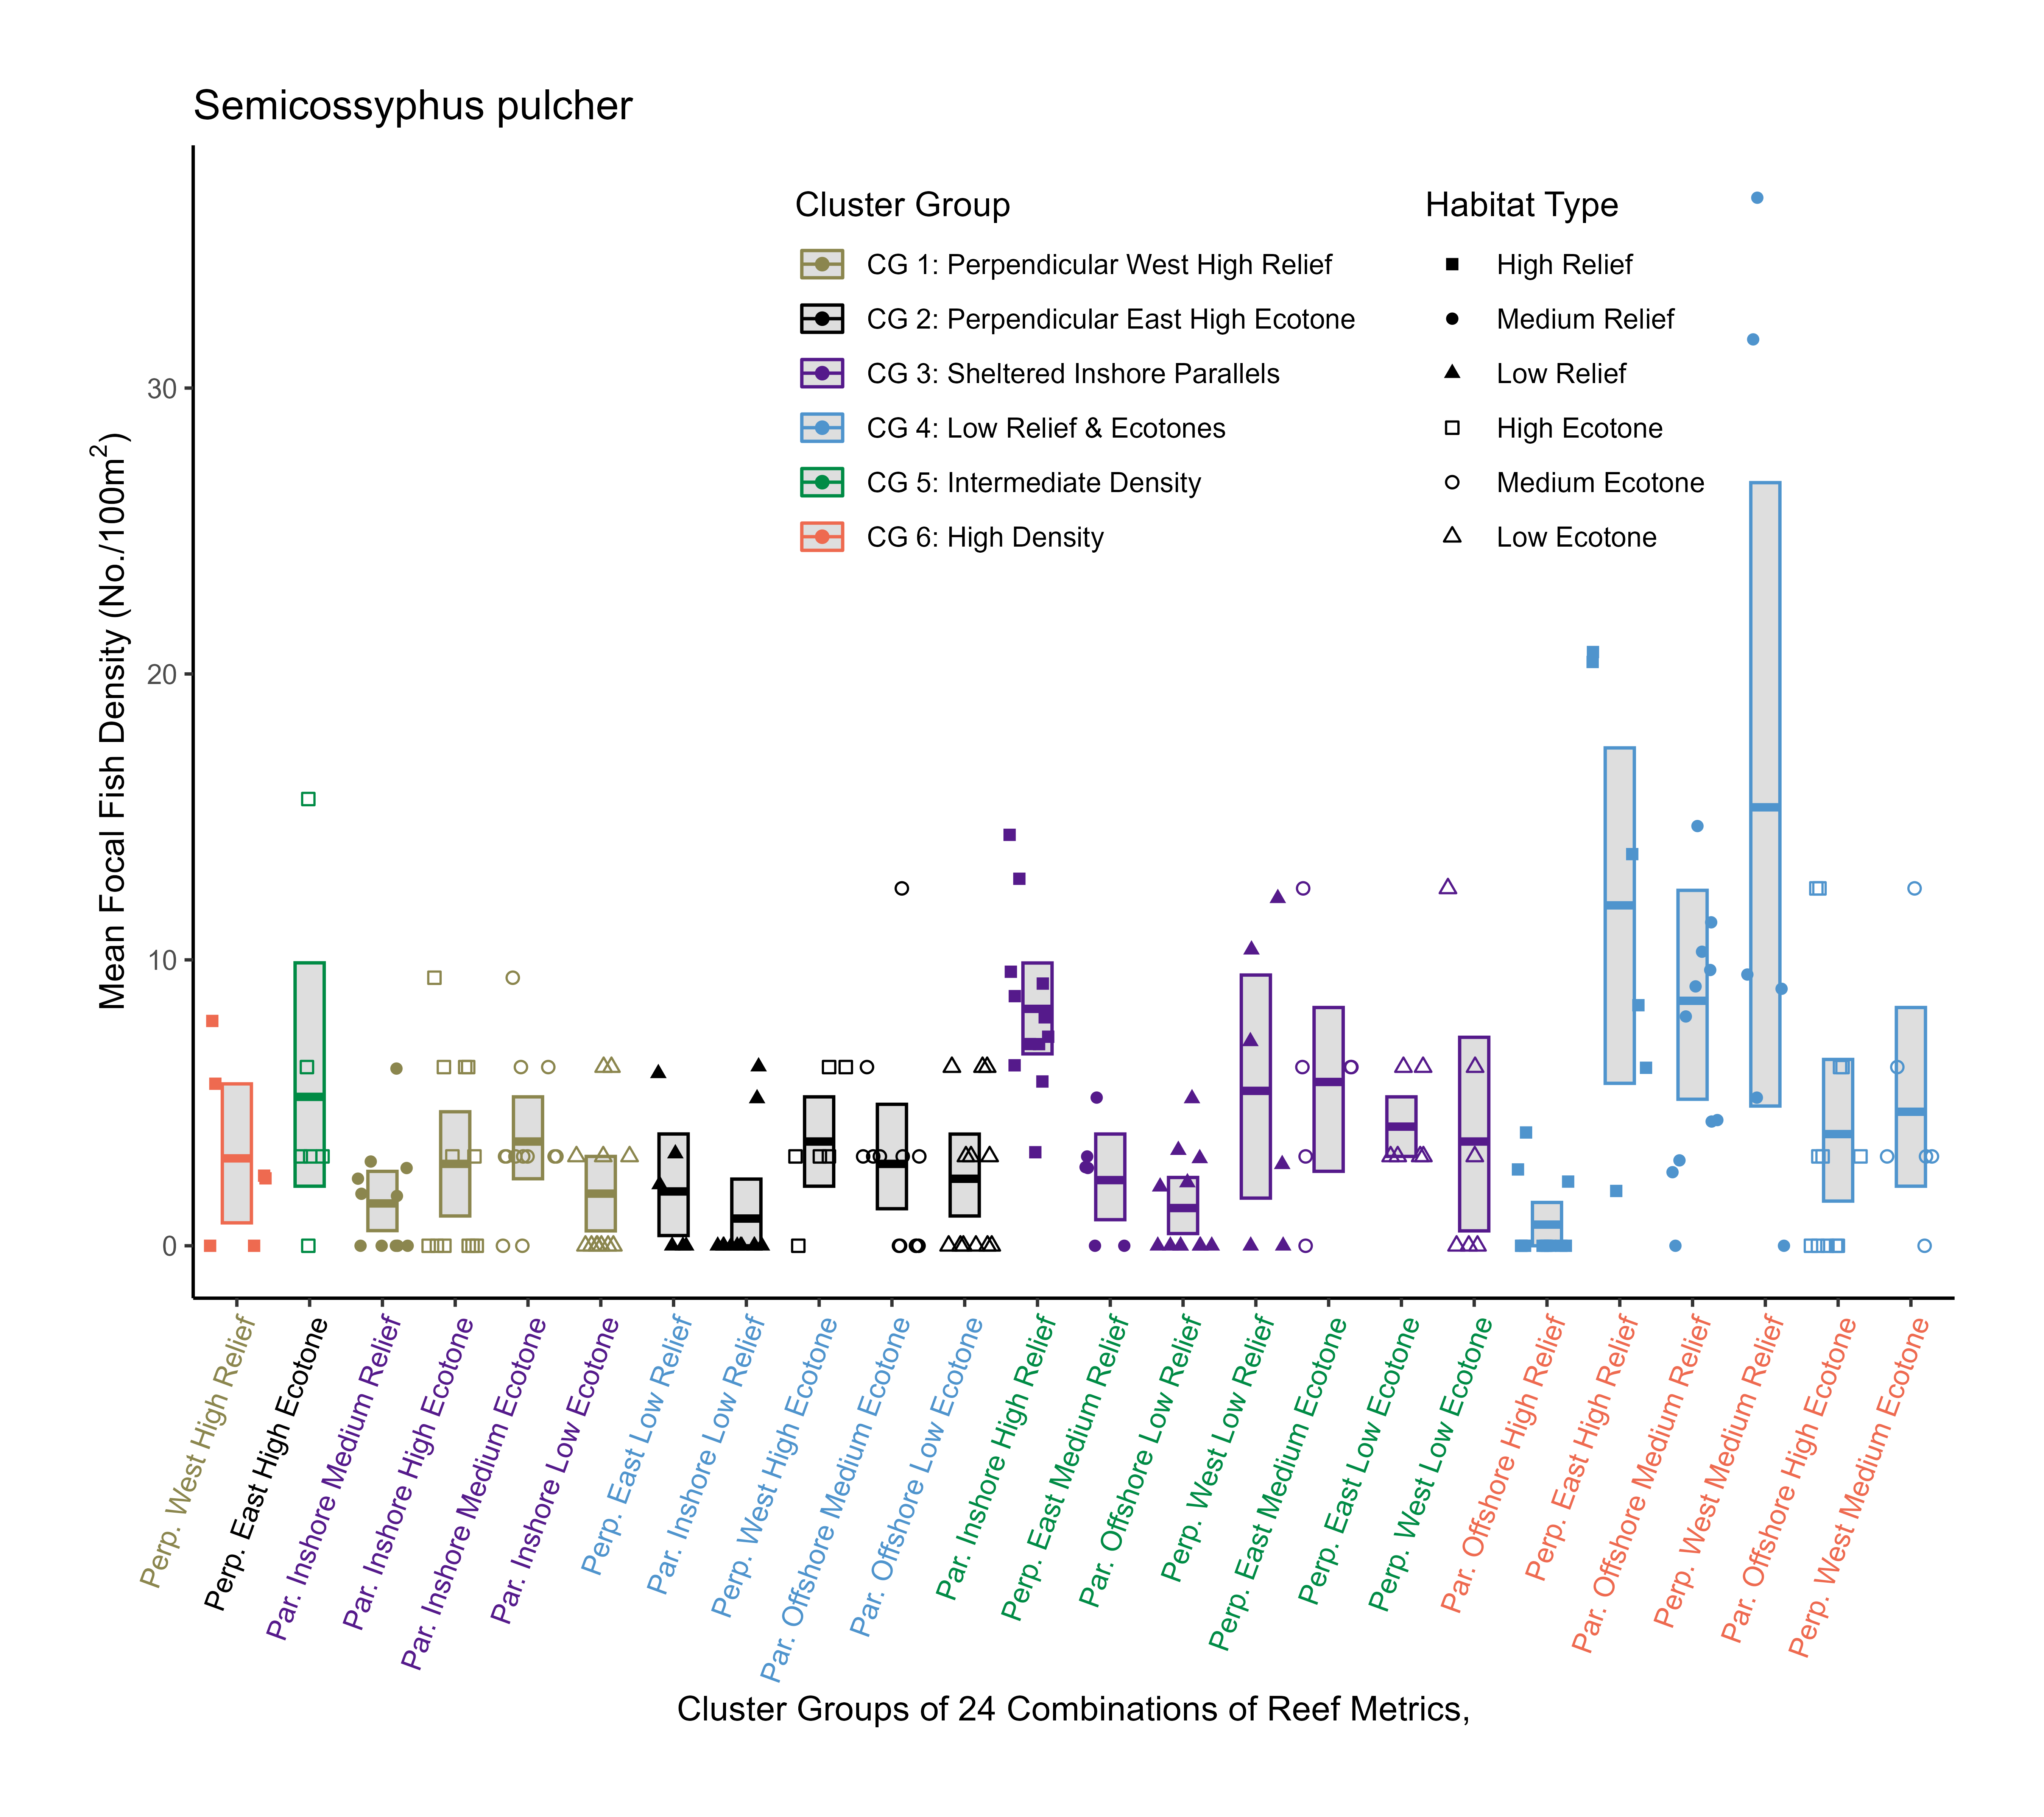 Semicossyphus pulcher
Cluster Group
CG 1: Perpendicular West High Relief
CG 2: Perpendicular East High Ecotone
CG 3: Sheltered Inshore Parallels
CG 4: Low Relief & Ecotones
CG 5: Intermediate Density
CG 6: High Density
Habitat Type
High Relief
Medium Relief
Low Relief
High Ecotone
Medium Ecotone
Low Ecotone
Mean Focal Fish Density (No./100m²)
30
20
10
0
Perp. West High Relief
Perp. East High Ecotone
Par. Inshore Medium Relief
Par. Inshore High Ecotone
Par. Inshore Medium Ecotone
Par. Inshore Low Ecotone
Perp. East Low Relief
Par. Inshore Low Relief
Perp. West High Ecotone
Par. Offshore Medium Ecotone
Par. Offshore Low Ecotone
Par. Inshore High Relief
Perp. East Medium Relief
Par. Offshore Low Relief
Perp. West Low Relief
Perp. East Medium Ecotone
Perp. East Low Ecotone
Perp. West Low Ecotone
Par. Offshore High Relief
Perp. East High Relief
Par. Offshore Medium Relief
Perp. West Medium Relief
Par. Offshore High Ecotone
Perp. West Medium Ecotone
Cluster Groups of 24 Combinations of Reef Metrics,